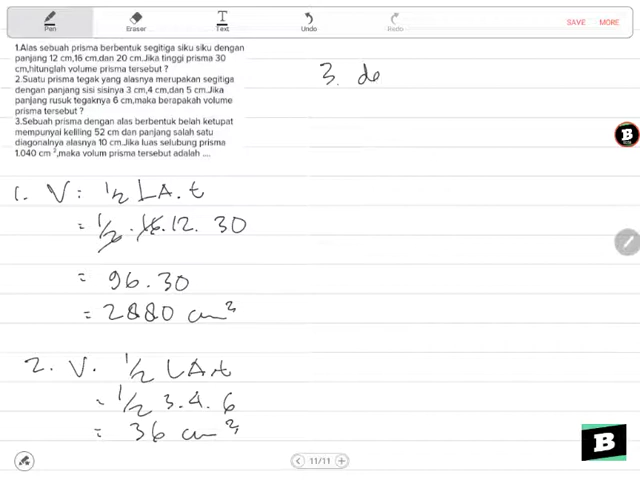 Pen
Eraser
Text
Undo
Redo
SAVE MORE
1.Alas sebuah prisma berbentuk segitiga siku siku dengan
panjang 12 cm,16 cm,dan 20 cm.Jika tinggi prisma 30
cm,hitunglah volume prisma tersebut ?
2.Suatu prisma tegak yang alasnya merupakan segitiga
dengan panjang sisi sisinya 3 cm,4 cm,dan 5 cm.Jika
panjang rusuk tegaknya 6 cm,maka berapakah volume
prisma tersebut ?
3.Sebuah prisma dengan alas berbentuk belah ketupat
mempunyai keliling 52 cm dan panjang salah satu
diagonalnya alasnya 10 cm.Jika luas selubung prisma
1.040 cm ²,maka volum prisma tersebut adalah ....
1. V = 1/2 LA.t
= 1/2 . 16.12. 30
= 96.30
= 2880 cm³
2. V. 1/2 LAt
= 1/2 3.4.6
= 36 cm³
3. de
B
B
11/11